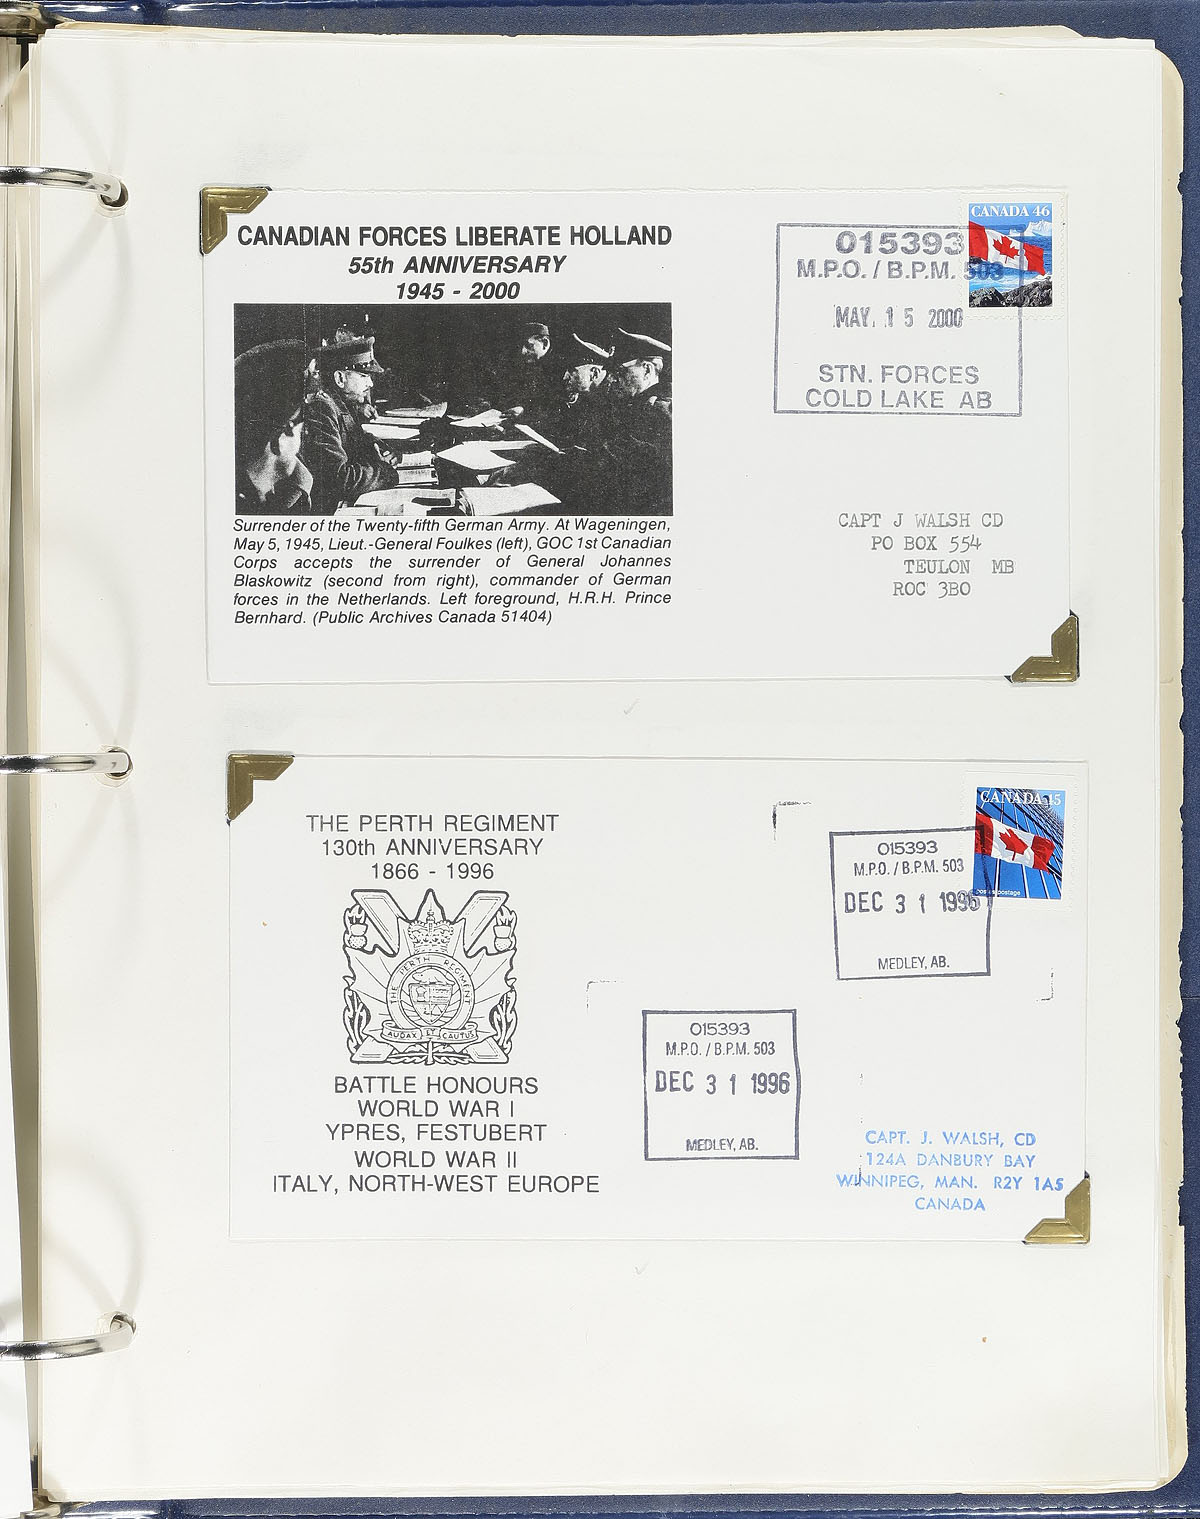 CANADIAN FORCES LIBERATE HOLLAND
55th ANNIVERSARY
1945 - 2000
Surrender of the Twenty-fifth German Army. At Wageningen,
May 5, 1945, Lieut.-General Foulkes (left), GOC 1st Canadian
Corps accepts the surrender of General Johannes
Blaskowitz (second from right), commander of German
forces in the Netherlands. Left foreground, H.R.H. Prince
Bernhard. (Public Archives Canada 51404)
CANADA 46
015393
M.P.O. / B.P.M. 503
MAY. 1 5 2000
STN. FORCES
COLD LAKE AB
CAPT J WALSH CD
PO BOX 554
TEULON MB
ROC 3BO
THE PERTH REGIMENT
130th ANNIVERSARY
1866 - 1996
THE PERTH REGIMENT
AUDAX ET CAUTUS
BATTLE HONOURS
WORLD WAR I
YPRES, FESTUBERT
WORLD WAR II
ITALY, NORTH-WEST EUROPE
CANADA 45
postage
015393
M.P.O. / B.P.M. 503
DEC 3 1 1996
MEDLEY, AB.
015393
M.P.O. / B.P.M. 503
DEC 3 1 1996
MEDLEY, AB.
CAPT. J. WALSH, CD
124A DANBURY BAY
WINNIPEG, MAN. R2Y 1A5
CANADA